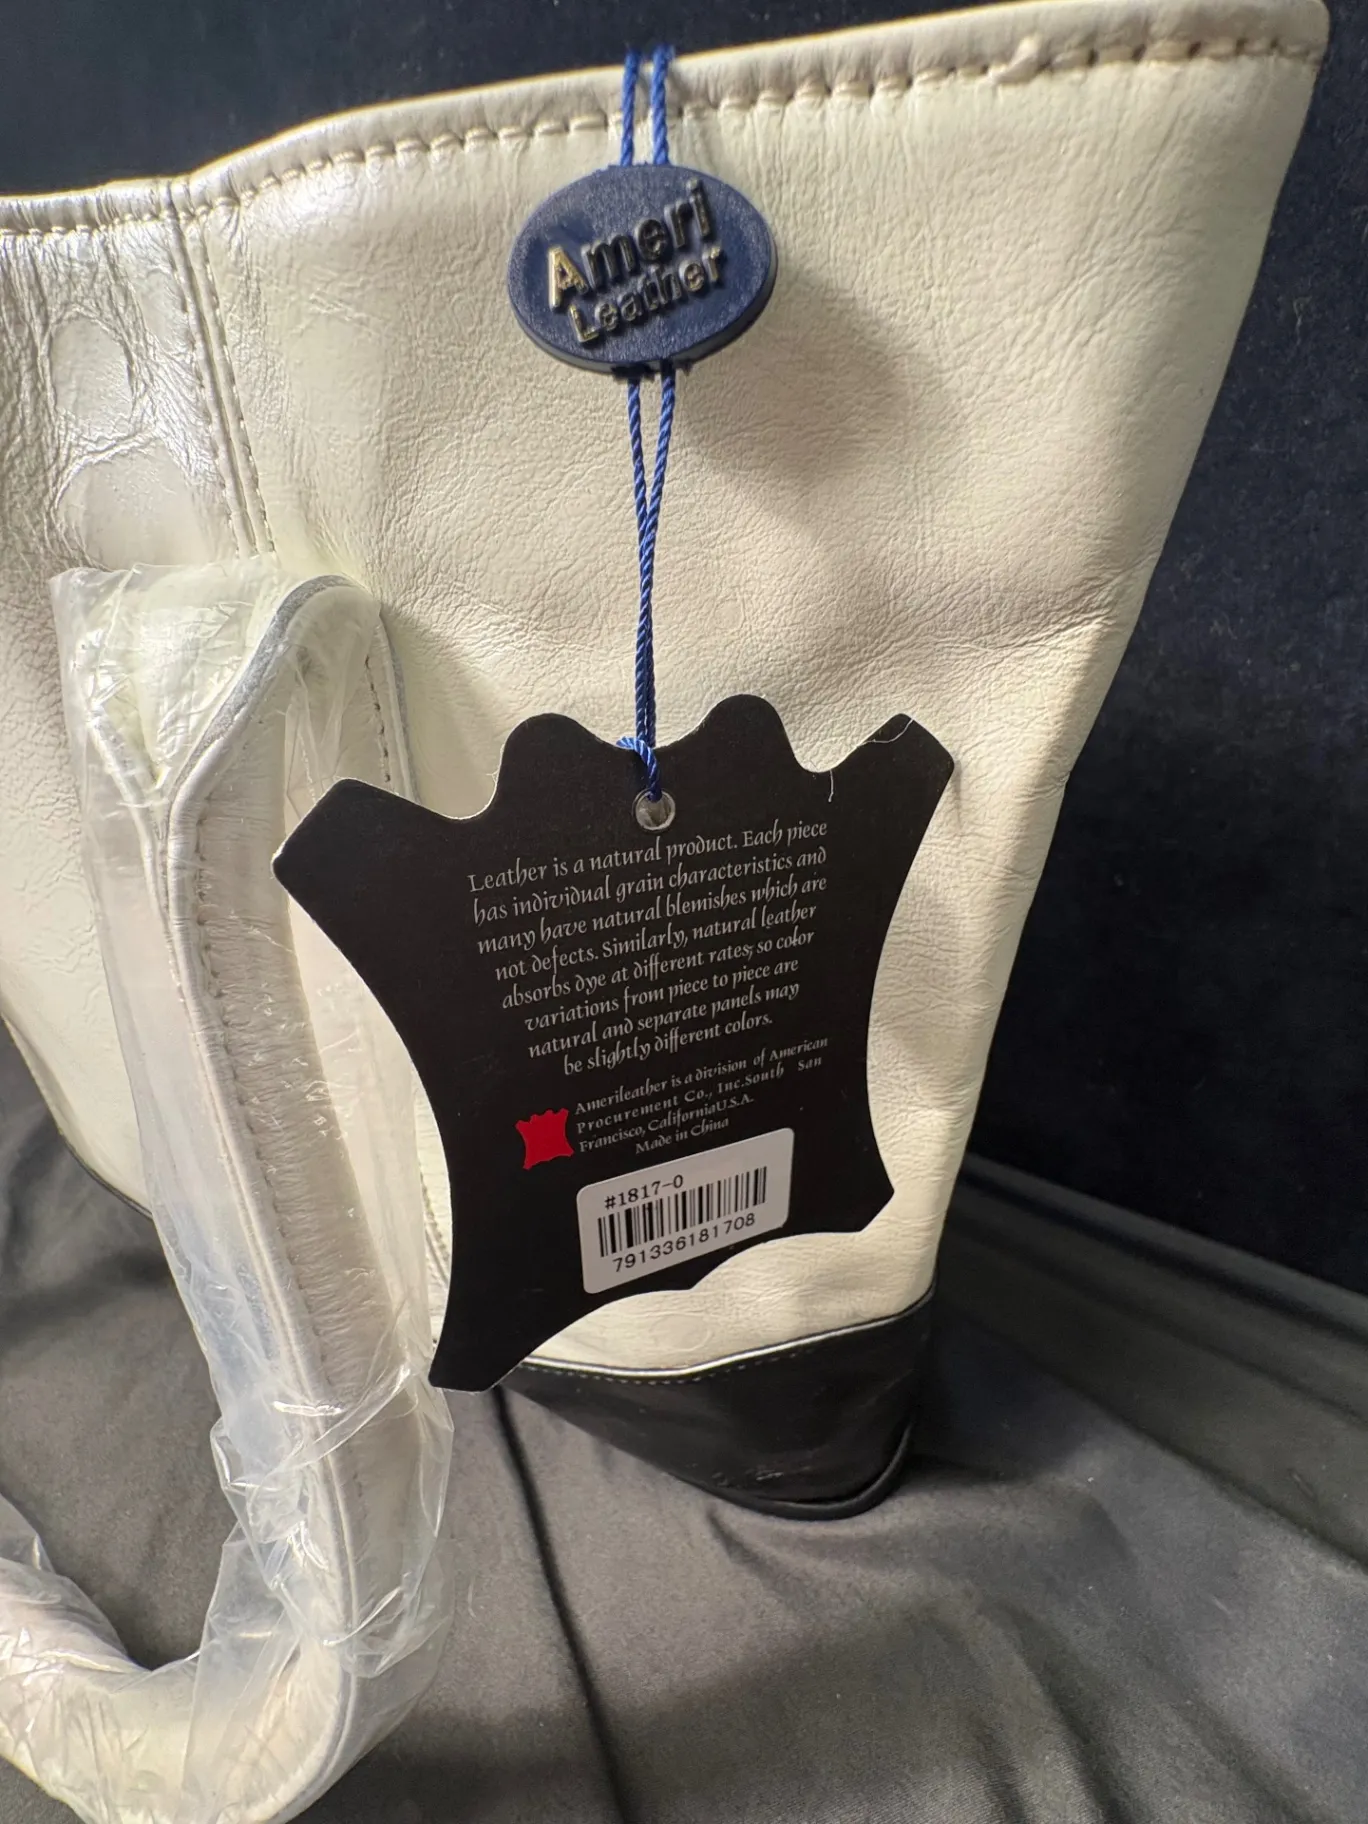 Ameri
Leather
Leather is a natural product. Each piece
has individual grain characteristics and
many have natural blemishes which are
not defects. Similarly, natural leather
absorbs dye at different rates; so color
variations from piece to piece are
natural and separate panels may
be slightly different colors.
Amerileather is a division of American
Procurement Co., Inc.South San
Francisco, CaliforniaU.S.A.
Made in China
#1817-0
791336181708